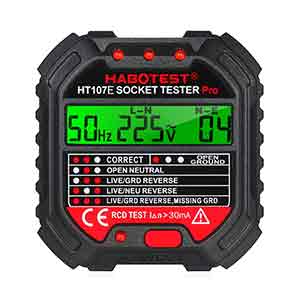 HABOTEST®
HT107E SOCKET TESTER Pro
L-N N-E
50Hz 225V 04
CORRECT OPEN GROUND
OPEN NEUTRAL
LIVE/GRD REVERSE
LIVE/NEU REVERSE
LIVE/GRD REVERSE,MISSING GRD
CE RCD TEST I△n>30mA